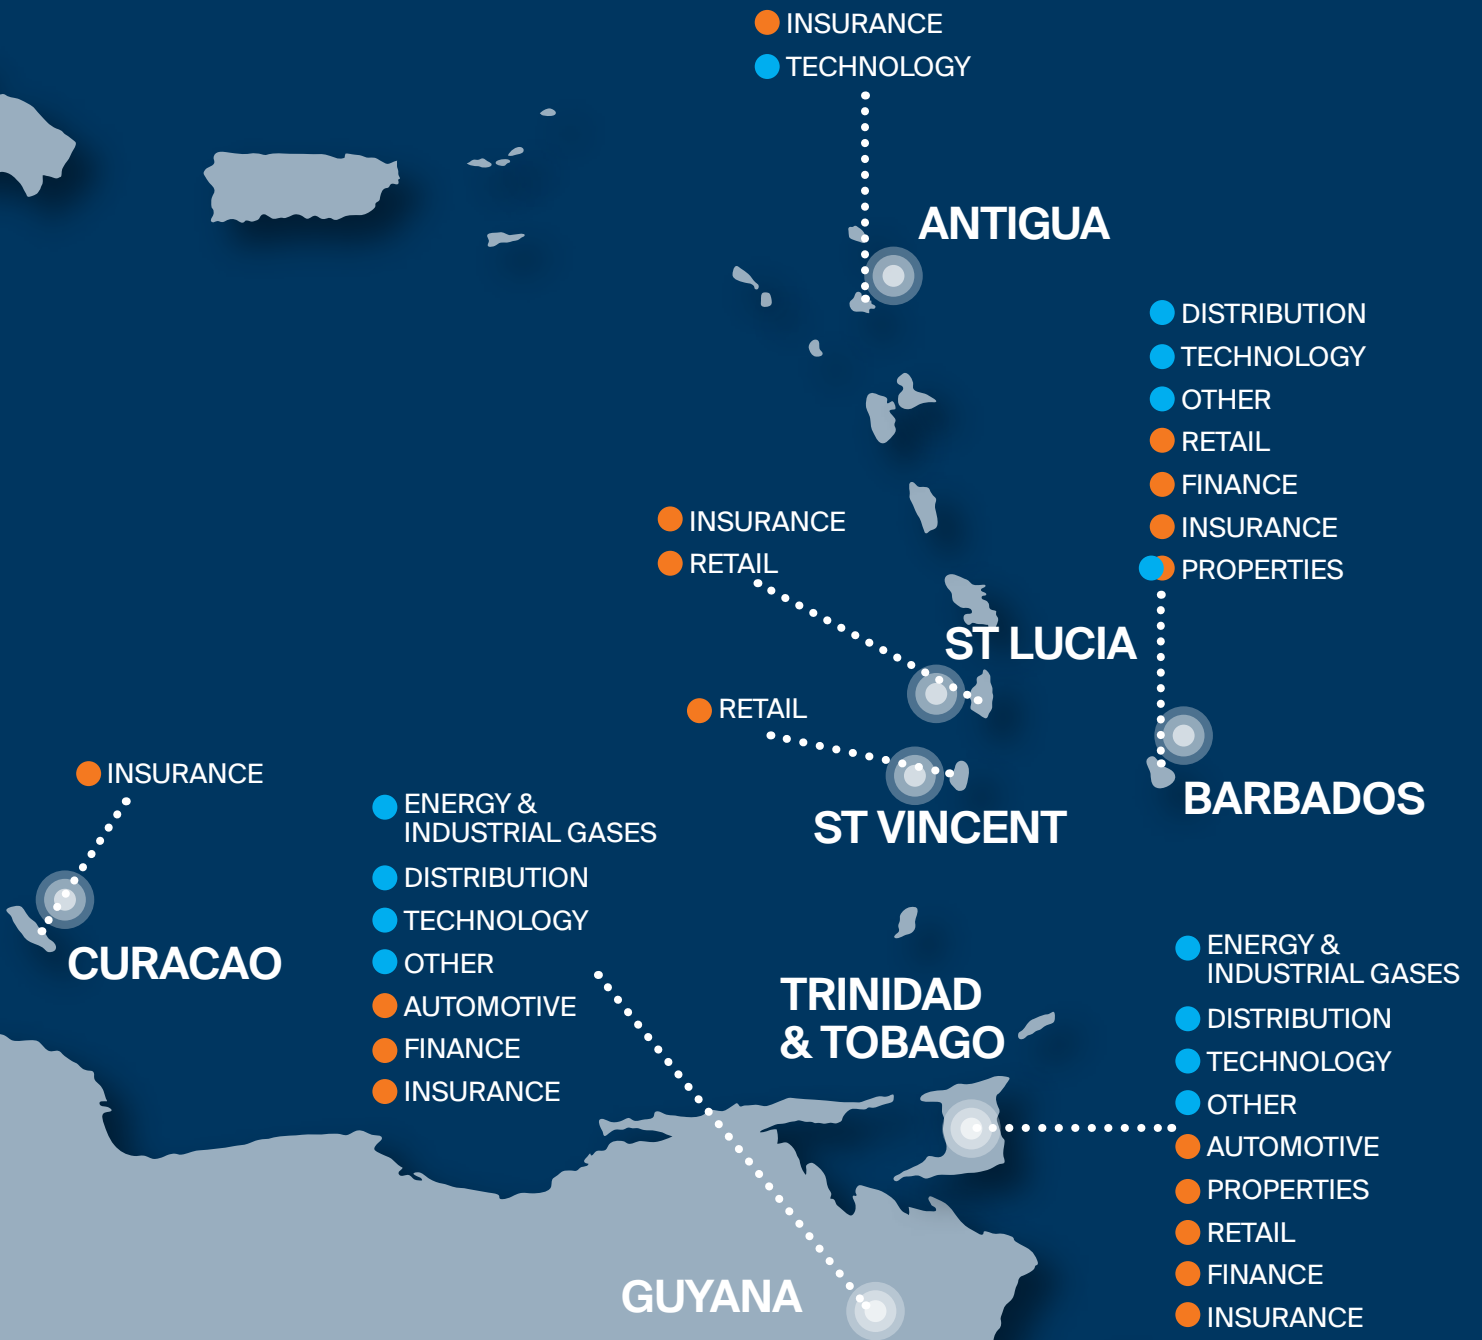 INSURANCE
TECHNOLOGY
ANTIGUA
DISTRIBUTION
TECHNOLOGY
OTHER
RETAIL
FINANCE
INSURANCE
PROPERTIES
BARBADOS
INSURANCE
RETAIL
ST LUCIA
RETAIL
ST VINCENT
INSURANCE
CURACAO
ENERGY &
INDUSTRIAL GASES
DISTRIBUTION
TECHNOLOGY
OTHER
AUTOMOTIVE
FINANCE
INSURANCE
GUYANA
TRINIDAD
& TOBAGO
ENERGY &
INDUSTRIAL GASES
DISTRIBUTION
TECHNOLOGY
OTHER
AUTOMOTIVE
PROPERTIES
RETAIL
FINANCE
INSURANCE